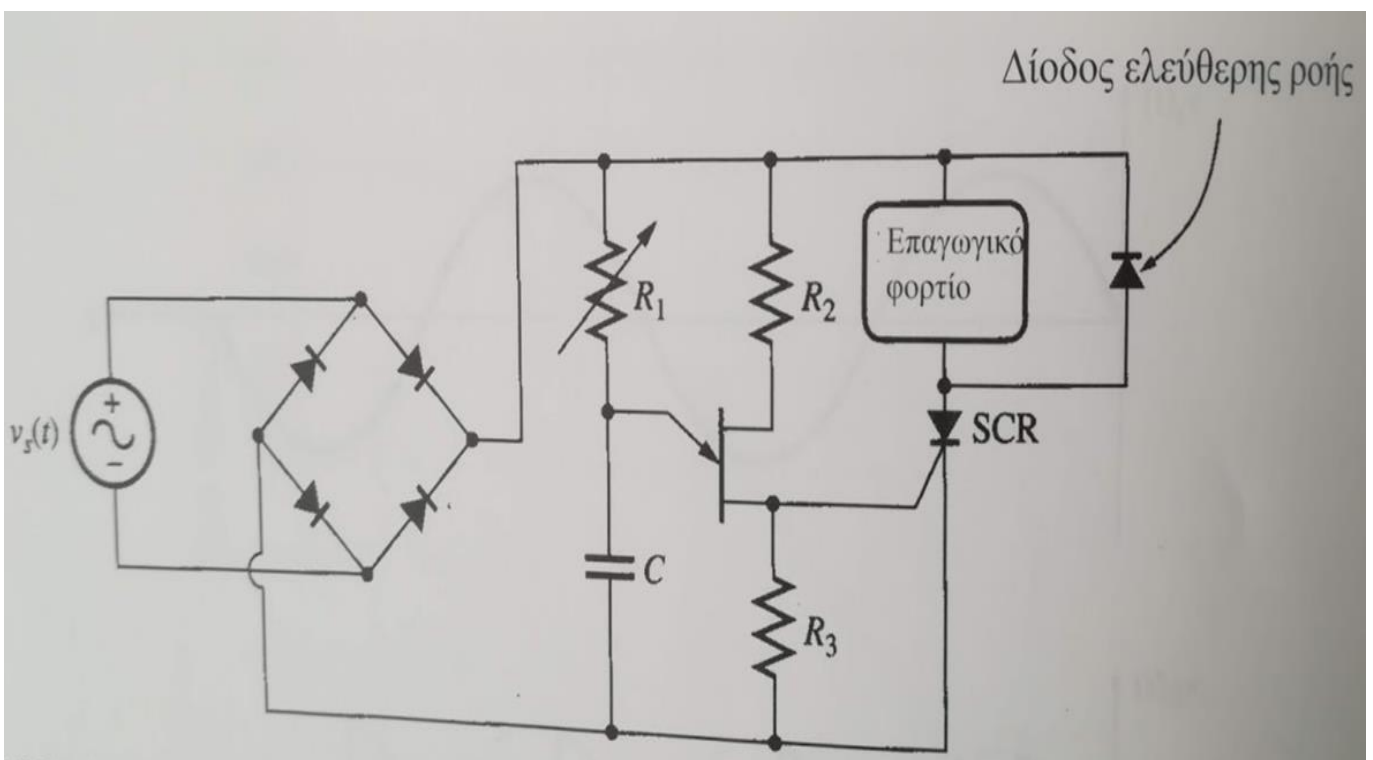 Δίοδος ελεύθερης ροής
Επαγωγικό
φορτίο
R₁
R₂
SCR
+
vₛ(t)
−
C
R₃